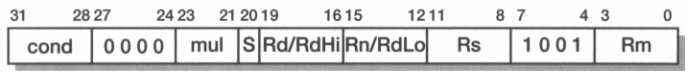 31 28 27 24 23 21 20 19 16 15 12 11 8 7 4 3 0
cond 0 0 0 0 mul S Rd/RdHi Rn/RdLo Rs 1 0 0 1 Rm